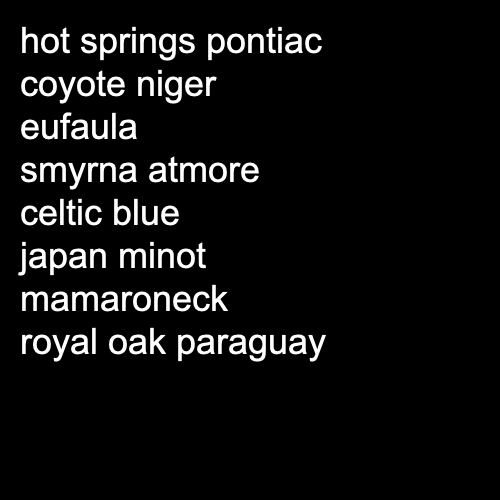 hot springs pontiac
coyote niger
eufaula
smyrna atmore
celtic blue
japan minot
mamaroneck
royal oak paraguay